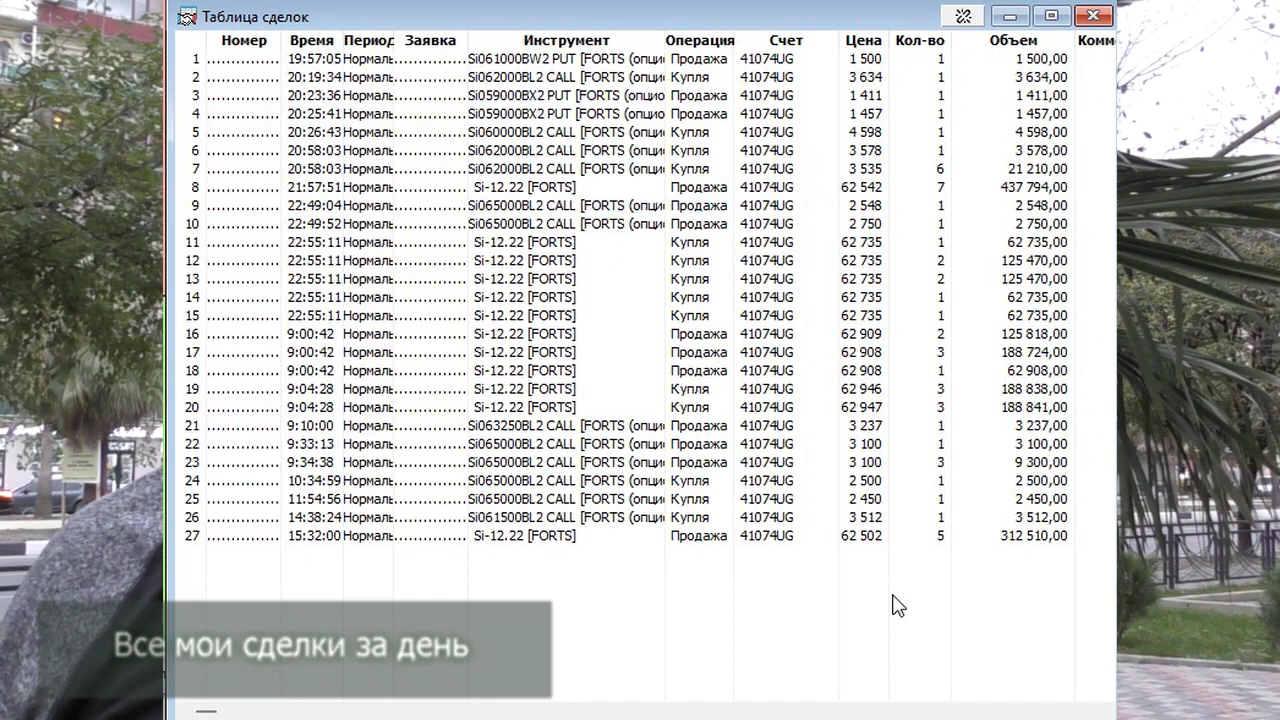 Таблица сделок
Номер Время Период Заявка Инструмент Операция Счет Цена Кол-во Объем Комм
1 ............... 19:57:05 Нормаль ............... Si061000BW2 PUT [FORTS (опцио Продажа 41074UG 1 500 1 1 500,00
2 ............... 20:19:34 Нормаль ............... Si062000BL2 CALL [FORTS (опцио Купля 41074UG 3 634 1 3 634,00
3 ............... 20:23:36 Нормаль ............... Si059000BX2 PUT [FORTS (опцио Продажа 41074UG 1 411 1 1 411,00
4 ............... 20:25:41 Нормаль ............... Si059000BX2 PUT [FORTS (опцио Продажа 41074UG 1 457 1 1 457,00
5 ............... 20:26:43 Нормаль ............... Si060000BL2 CALL [FORTS (опцио Купля 41074UG 4 598 1 4 598,00
6 ............... 20:58:03 Нормаль ............... Si062000BL2 CALL [FORTS (опцио Купля 41074UG 3 578 1 3 578,00
7 ............... 20:58:03 Нормаль ............... Si062000BL2 CALL [FORTS (опцио Купля 41074UG 3 535 6 21 210,00
8 ............... 21:57:51 Нормаль ............... Si-12.22 [FORTS] Продажа 41074UG 62 542 7 437 794,00
9 ............... 22:49:04 Нормаль ............... Si065000BL2 CALL [FORTS (опцио Купля 41074UG 2 548 1 2 548,00
10 ............... 22:49:52 Нормаль ............... Si065000BL2 CALL [FORTS (опцио Купля 41074UG 2 750 1 2 750,00
11 ............... 22:55:11 Нормаль ............... Si-12.22 [FORTS] Купля 41074UG 62 735 1 62 735,00
12 ............... 22:55:11 Нормаль ............... Si-12.22 [FORTS] Купля 41074UG 62 735 2 125 470,00
13 ............... 22:55:11 Нормаль ............... Si-12.22 [FORTS] Купля 41074UG 62 735 2 125 470,00
14 ............... 22:55:11 Нормаль ............... Si-12.22 [FORTS] Купля 41074UG 62 735 1 62 735,00
15 ............... 22:55:11 Нормаль ............... Si-12.22 [FORTS] Купля 41074UG 62 735 1 62 735,00
16 ............... 9:00:42 Нормаль ............... Si-12.22 [FORTS] Продажа 41074UG 62 909 2 125 818,00
17 ............... 9:00:42 Нормаль ............... Si-12.22 [FORTS] Продажа 41074UG 62 908 3 188 724,00
18 ............... 9:00:42 Нормаль ............... Si-12.22 [FORTS] Продажа 41074UG 62 908 1 62 908,00
19 ............... 9:04:28 Нормаль ............... Si-12.22 [FORTS] Купля 41074UG 62 946 3 188 838,00
20 ............... 9:04:28 Нормаль ............... Si-12.22 [FORTS] Купля 41074UG 62 947 3 188 841,00
21 ............... 9:10:00 Нормаль ............... Si063250BL2 CALL [FORTS (опцио Продажа 41074UG 3 237 1 3 237,00
22 ............... 9:33:13 Нормаль ............... Si065000BL2 CALL [FORTS (опцио Продажа 41074UG 3 100 1 3 100,00
23 ............... 9:34:38 Нормаль ............... Si065000BL2 CALL [FORTS (опцио Продажа 41074UG 3 100 3 9 300,00
24 ............... 10:34:59 Нормаль ............... Si065000BL2 CALL [FORTS (опцио Купля 41074UG 2 500 1 2 500,00
25 ............... 11:54:56 Нормаль ............... Si065000BL2 CALL [FORTS (опцио Купля 41074UG 2 450 1 2 450,00
26 ............... 14:38:24 Нормаль ............... Si061500BL2 CALL [FORTS (опцио Купля 41074UG 3 512 1 3 512,00
27 ............... 15:32:00 Нормаль ............... Si-12.22 [FORTS] Продажа 41074UG 62 502 5 312 510,00
Все мои сделки за день